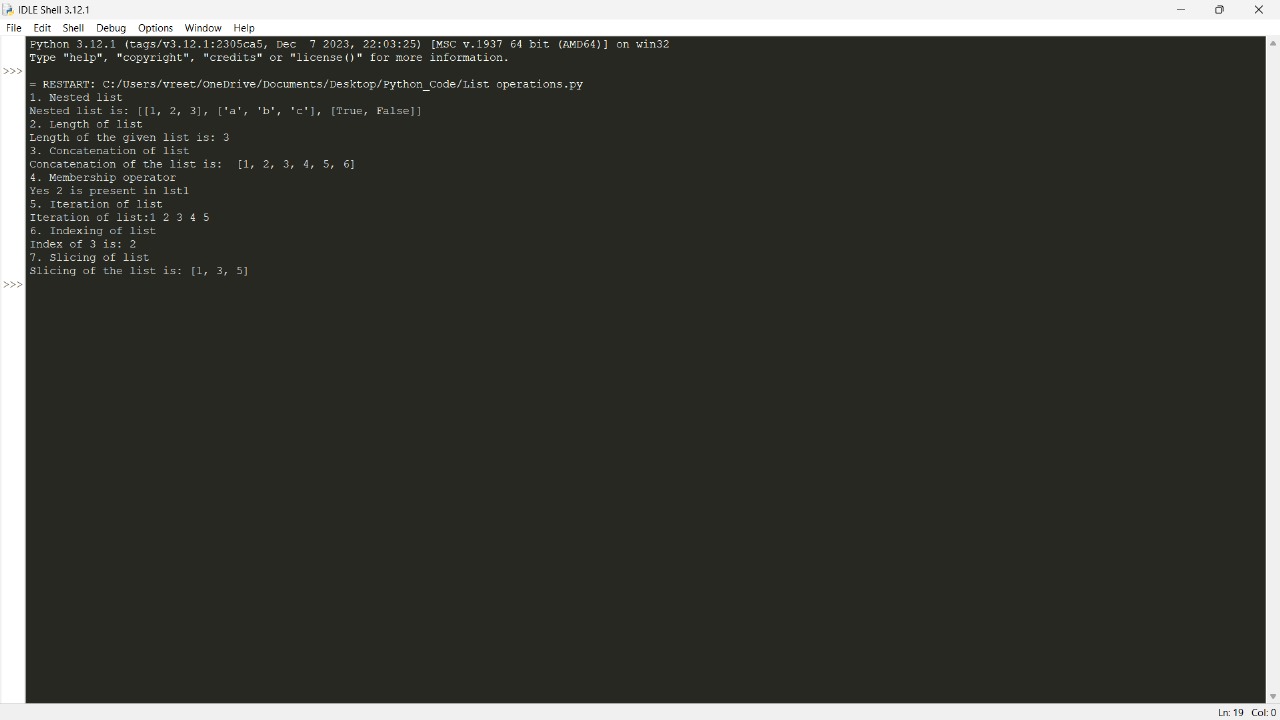 IDLE Shell 3.12.1
File Edit Shell Debug Options Window Help
Python 3.12.1 (tags/v3.12.1:2305ca5, Dec  7 2023, 22:03:25) [MSC v.1937 64 bit (AMD64)] on win32
Type "help", "copyright", "credits" or "license()" for more information.
>>>
= RESTART: C:/Users/vreet/OneDrive/Documents/Desktop/Python_Code/List operations.py
1. Nested list
Nested list is: [[1, 2, 3], ['a', 'b', 'c'], [True, False]]
2. Length of list
Length of the given list is: 3
3. Concatenation of list
Concatenation of the list is:  [1, 2, 3, 4, 5, 6]
4. Membership operator
Yes 2 is present in lst1
5. Iteration of list
Iteration of list:1 2 3 4 5
6. Indexing of list
Index of 3 is: 2
7. Slicing of list
Slicing of the list is: [1, 3, 5]
>>>
Ln: 19 Col: 0